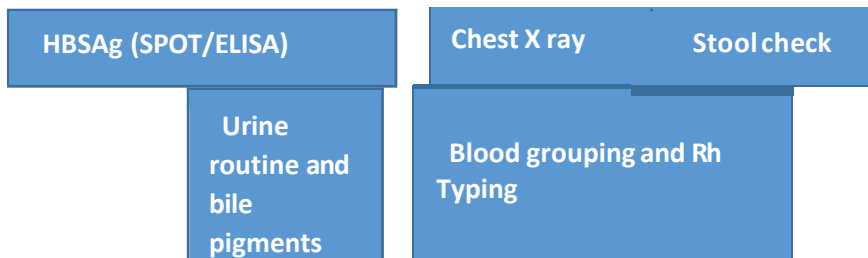 HBSAg (SPOT/ELISA)
Chest X ray
Stool check
Urine
routine and
bile
pigments
Blood grouping and Rh
Typing